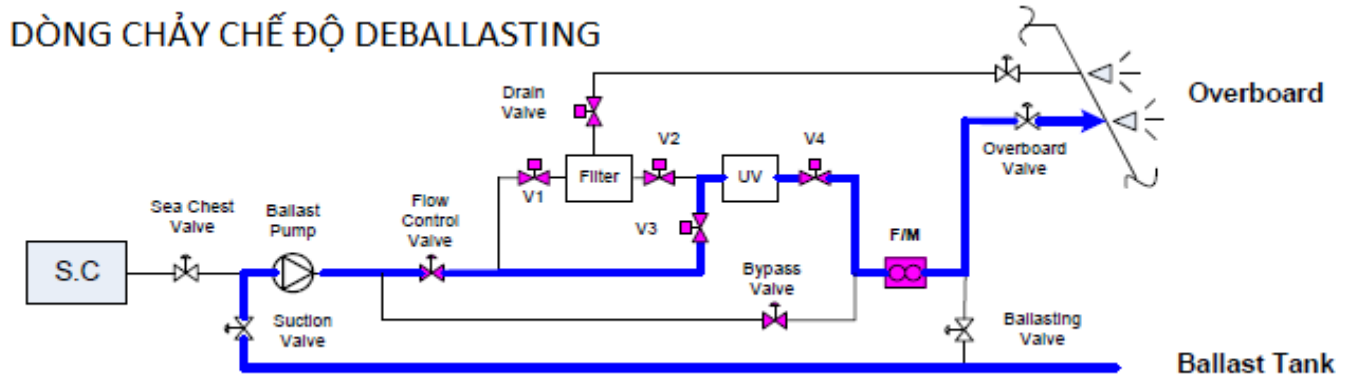 DÒNG CHẢY CHẾ ĐỘ DEBALLASTING
Overboard
Drain
Valve
V2
V4
Overboard
Valve
Filter
UV
V1
Sea Chest
Valve
Ballast
Pump
Flow
Control
Valve
V3
F/M
S.C
Bypass
Valve
Suction
Valve
Ballasting
Valve
Ballast Tank